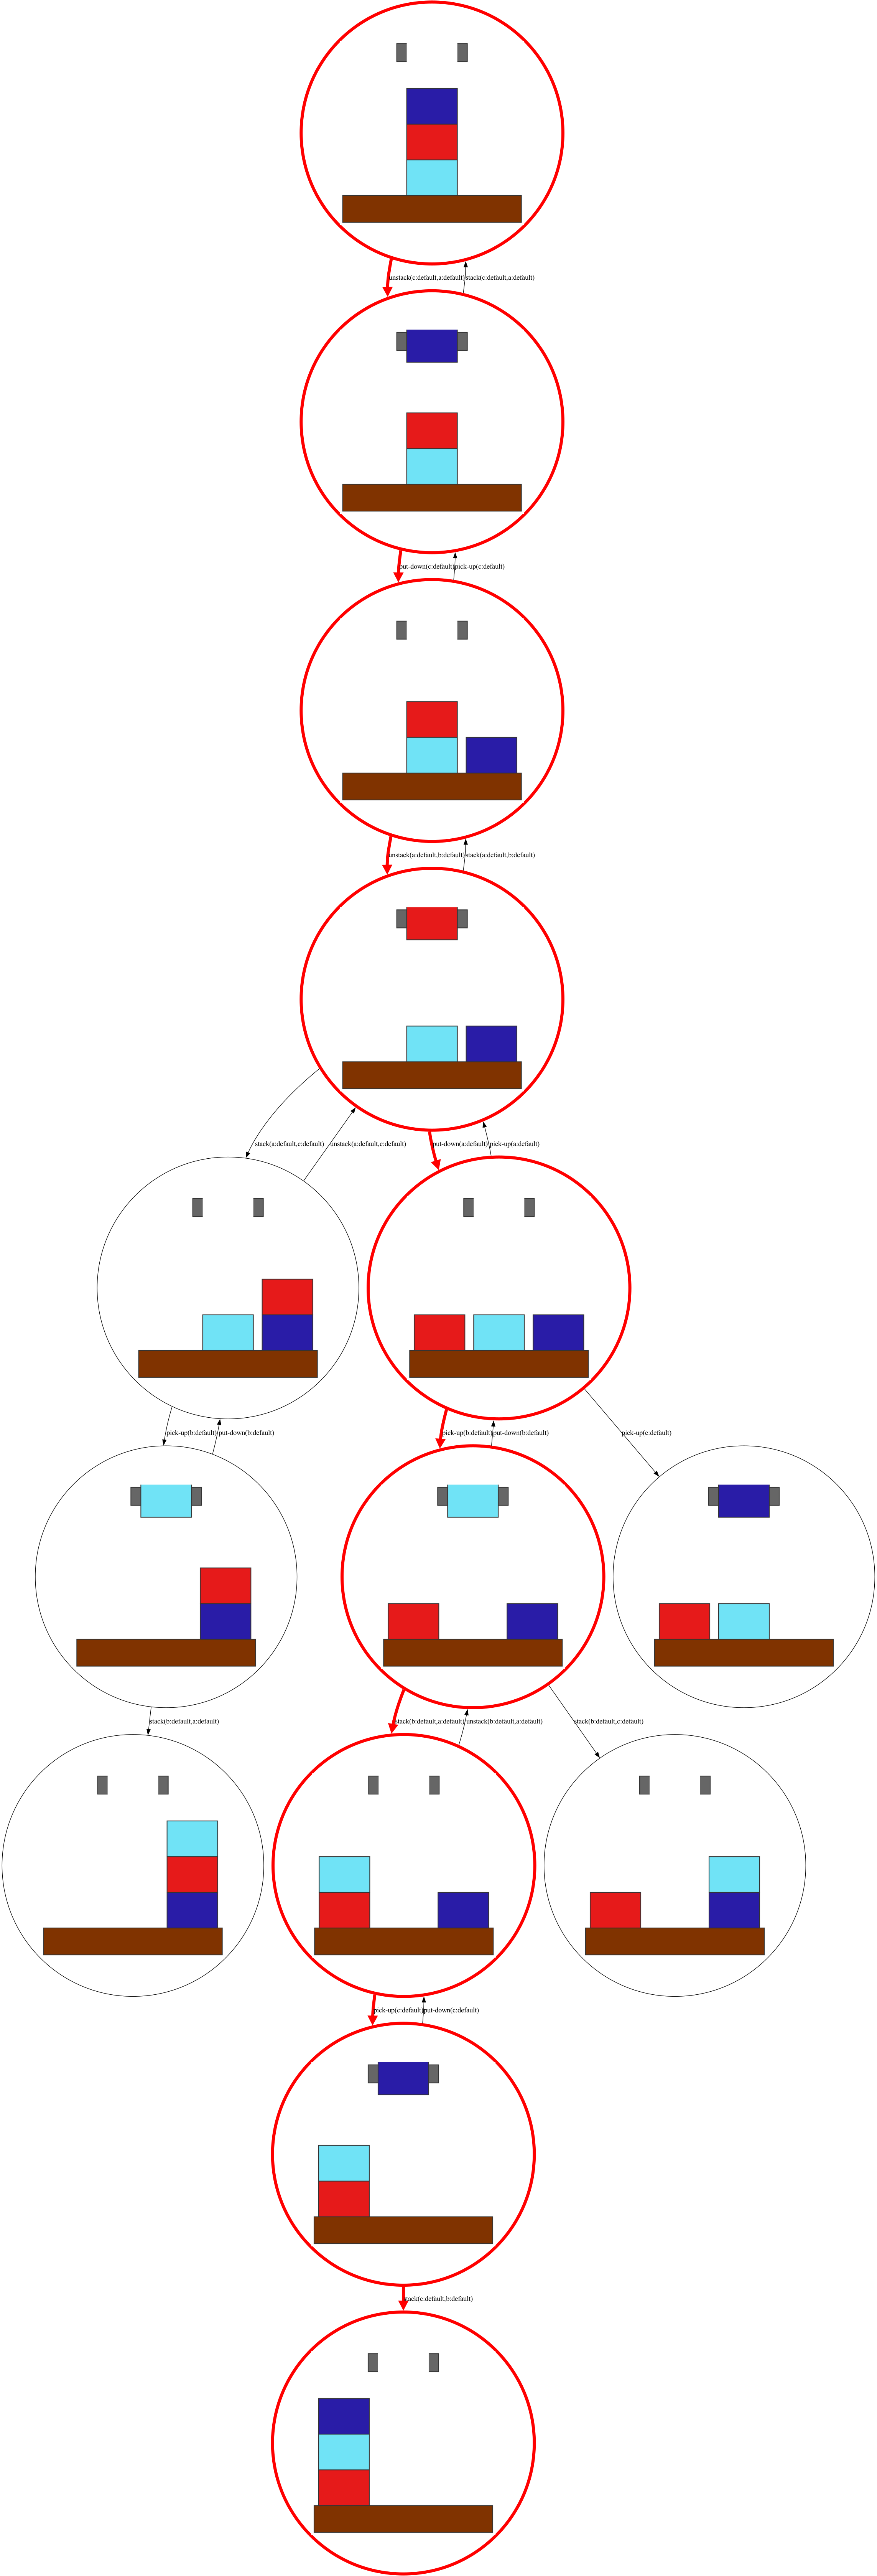 unstack(c:default,a:default)
stack(c:default,a:default)
put-down(c:default)
pick-up(c:default)
unstack(a:default,b:default)
stack(a:default,b:default)
stack(a:default,c:default)
unstack(a:default,c:default)
put-down(a:default)
pick-up(a:default)
pick-up(b:default)
put-down(b:default)
pick-up(b:default)
put-down(b:default)
pick-up(c:default)
stack(b:default,a:default)
stack(b:default,a:default)
unstack(b:default,a:default)
stack(b:default,c:default)
pick-up(c:default)
put-down(c:default)
stack(c:default,b:default)